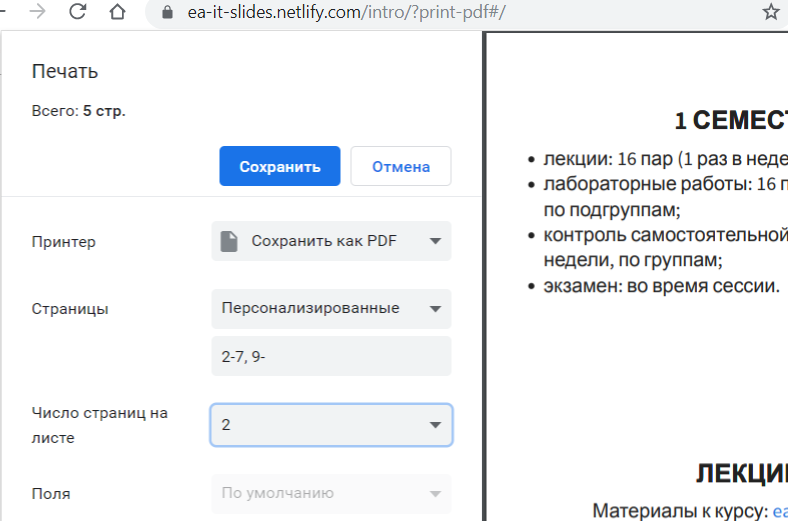 ea-it-slides.netlify.com/intro/?print-pdf#/
Печать
Всего: 5 стр.
Сохранить
Отмена
Принтер
Сохранить как PDF
Страницы
Персонализированные
2-7, 9-
Число страниц на
листе
2
Поля
По умолчанию
1 СЕМЕСТ
лекции: 16 пар (1 раз в неде
лабораторные работы: 16 п
по подгруппам;
контроль самостоятельной
недели, по группам;
экзамен: во время сессии.
ЛЕКЦИИ
Материалы к курсу: ea